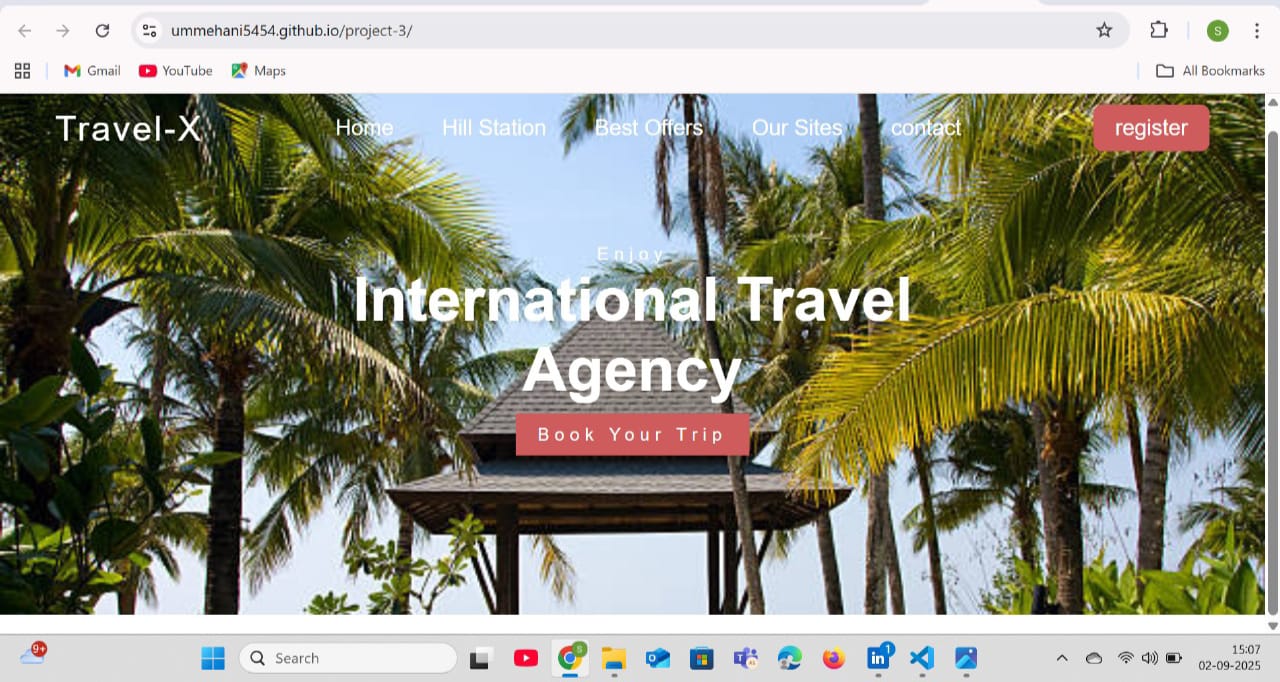 ummehani5454.github.io/project-3/
S
Gmail YouTube Maps All Bookmarks
Travel-X Home Hill Station Best Offers Our Sites contact register
Enjoy
International Travel
Agency
Book Your Trip
9+
Search
S
1
15:07
02-09-2025